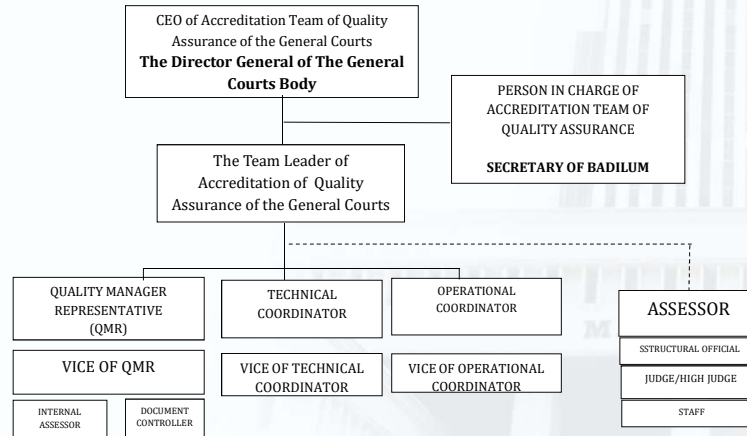 CEO of Accreditation Team of Quality
Assurance of the General Courts
The Director General of The General
Courts Body
PERSON IN CHARGE OF
ACCREDITATION TEAM OF
QUALITY ASSURANCE
SECRETARY OF BADILUM
The Team Leader of
Accreditation of Quality
Assurance of the General Courts
QUALITY MANAGER
REPRESENTATIVE
(QMR)
TECHNICAL
COORDINATOR
OPERATIONAL
COORDINATOR
ASSESSOR
VICE OF QMR
VICE OF TECHNICAL
COORDINATOR
VICE OF OPERATIONAL
COORDINATOR
SSTRUCTURAL OFFICIAL
JUDGE/HIGH JUDGE
STAFF
INTERNAL
ASSESSOR
DOCUMENT
CONTROLLER